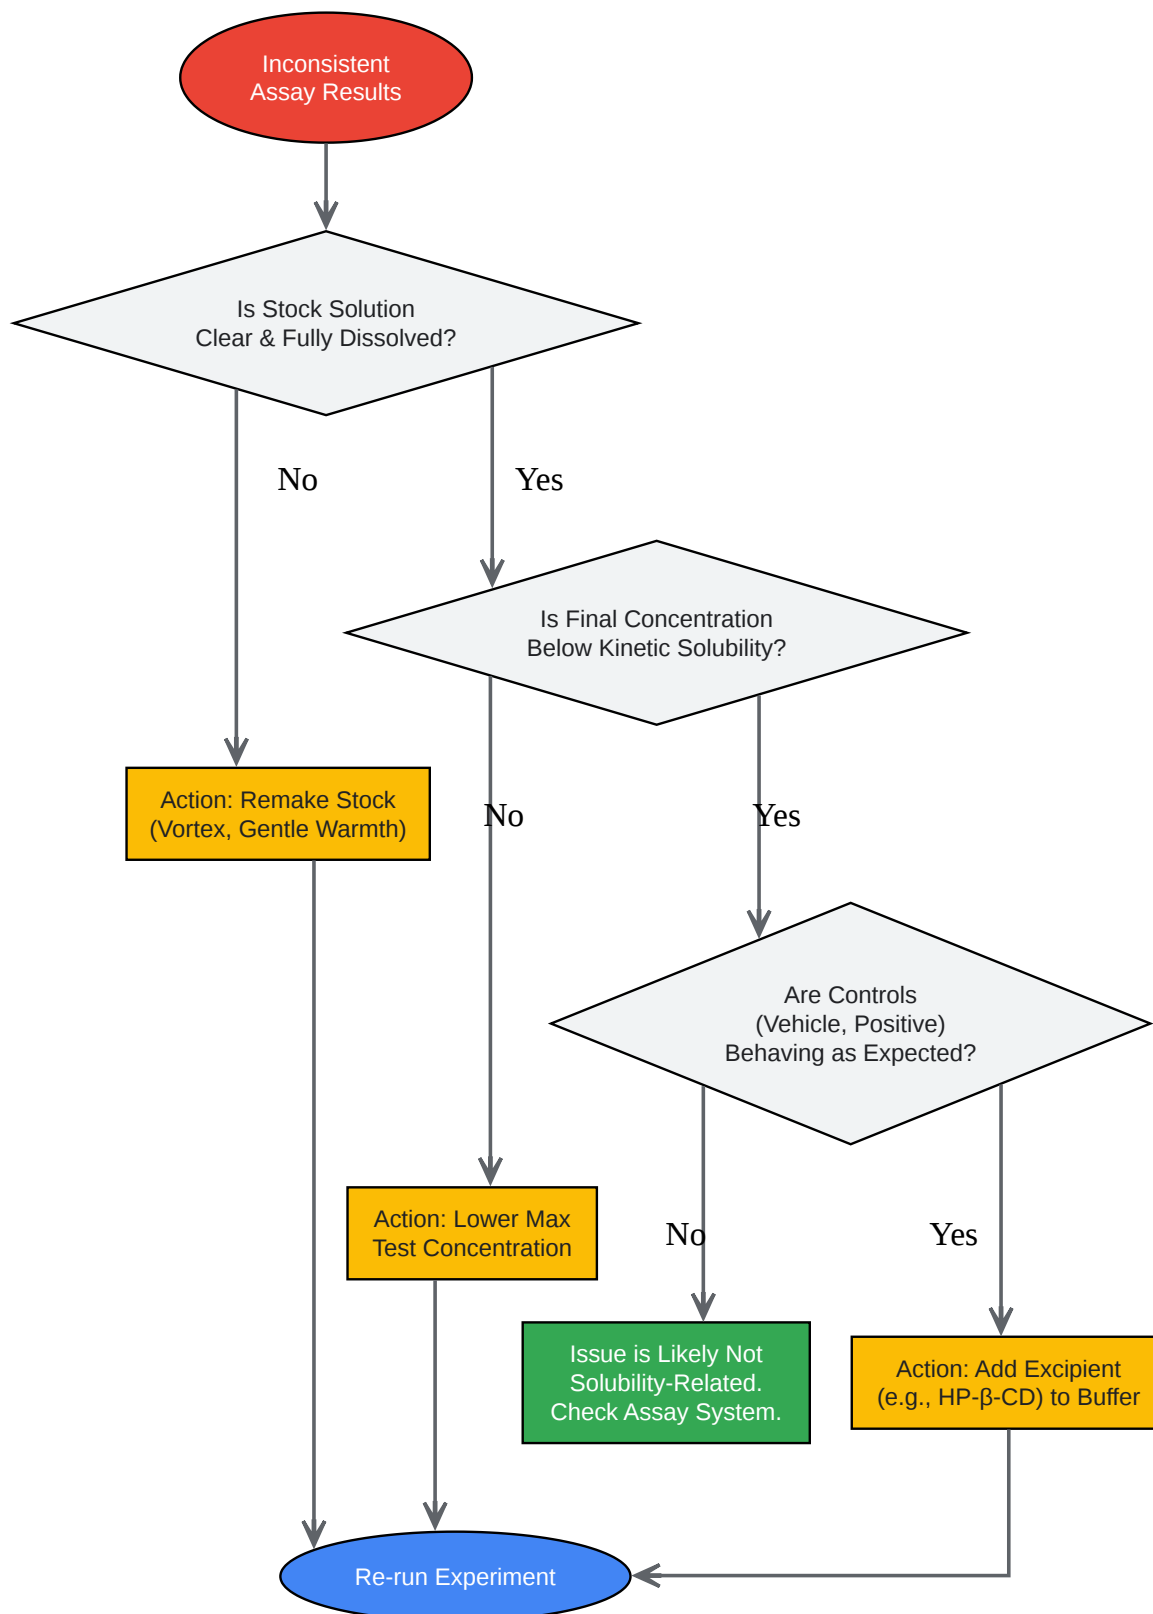 Inconsistent
Assay Results
Is Stock Solution
Clear & Fully Dissolved?
No
Yes
Is Final Concentration
Below Kinetic Solubility?
Action: Remake Stock
(Vortex, Gentle Warmth)
No
Yes
Are Controls
(Vehicle, Positive)
Behaving as Expected?
Action: Lower Max
Test Concentration
No
Yes
Issue is Likely Not
Solubility-Related.
Check Assay System.
Action: Add Excipient
(e.g., HP-β-CD) to Buffer
Re-run Experiment